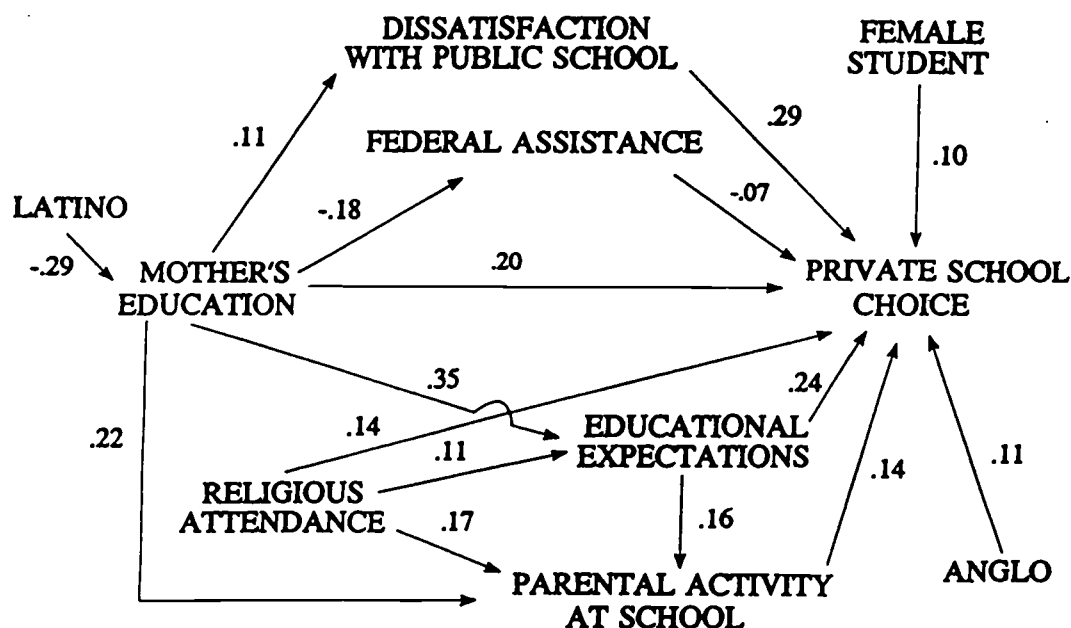 DISSATISFACTION
WITH PUBLIC SCHOOL
FEMALE
STUDENT
.11
.29
FEDERAL ASSISTANCE
.10
LATINO
-.18
-.07
-.29
MOTHER'S
EDUCATION
.20
PRIVATE SCHOOL
CHOICE
.35
.24
.22
.14
EDUCATIONAL
EXPECTATIONS
.11
.14
.11
RELIGIOUS
ATTENDANCE
.17
.16
PARENTAL ACTIVITY
AT SCHOOL
ANGLO